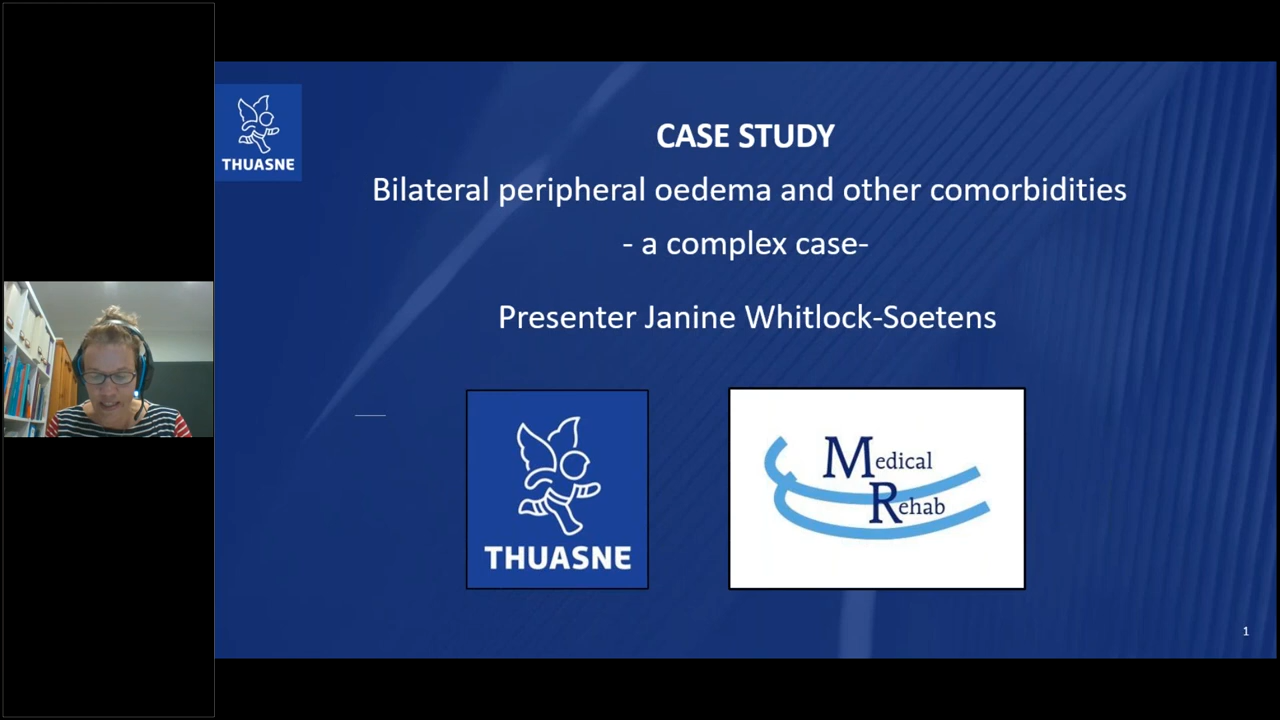 THUASNE
CASE STUDY
Bilateral peripheral oedema and other comorbidities
- a complex case-
Presenter Janine Whitlock-Soetens
THUASNE
Medical
Rehab
1